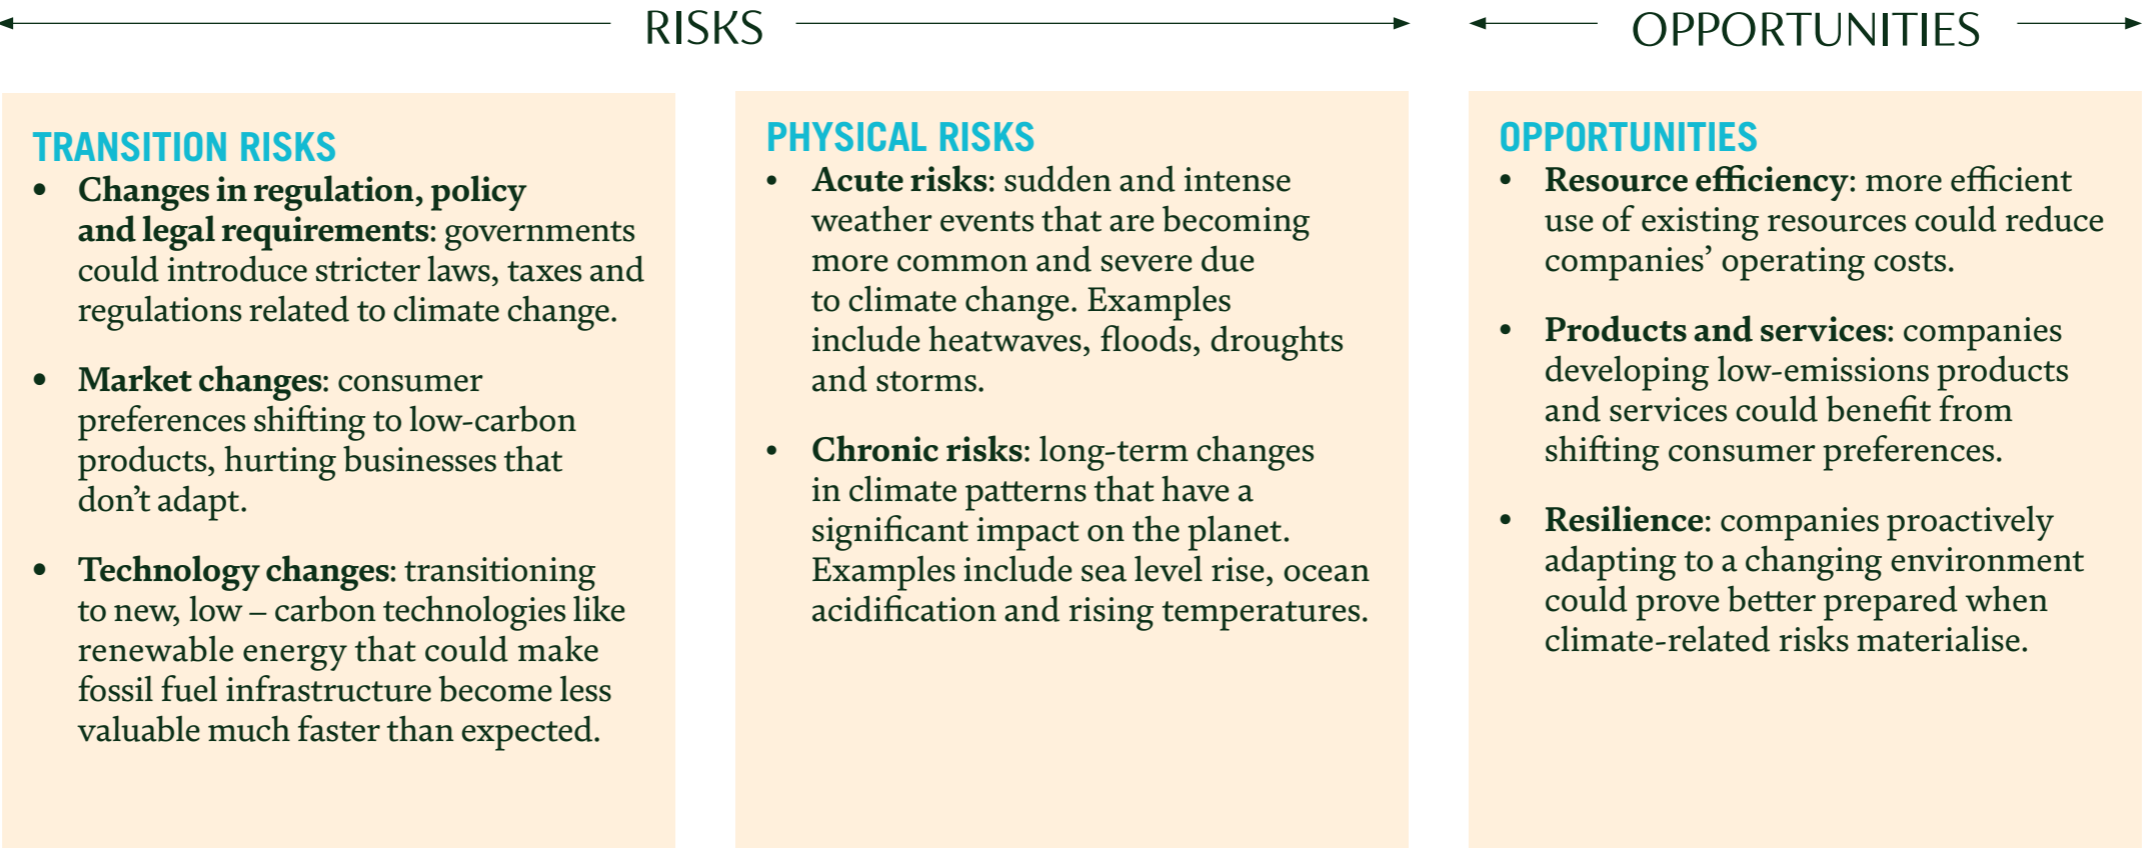 RISKS
OPPORTUNITIES
TRANSITION RISKS
• Changes in regulation, policy
and legal requirements: governments
could introduce stricter laws, taxes and
regulations related to climate change.
• Market changes: consumer
preferences shifting to low-carbon
products, hurting businesses that
don’t adapt.
• Technology changes: transitioning
to new, low – carbon technologies like
renewable energy that could make
fossil fuel infrastructure become less
valuable much faster than expected.
PHYSICAL RISKS
• Acute risks: sudden and intense
weather events that are becoming
more common and severe due
to climate change. Examples
include heatwaves, floods, droughts
and storms.
• Chronic risks: long-term changes
in climate patterns that have a
significant impact on the planet.
Examples include sea level rise, ocean
acidification and rising temperatures.
OPPORTUNITIES
• Resource efficiency: more efficient
use of existing resources could reduce
companies’ operating costs.
• Products and services: companies
developing low-emissions products
and services could benefit from
shifting consumer preferences.
• Resilience: companies proactively
adapting to a changing environment
could prove better prepared when
climate-related risks materialise.